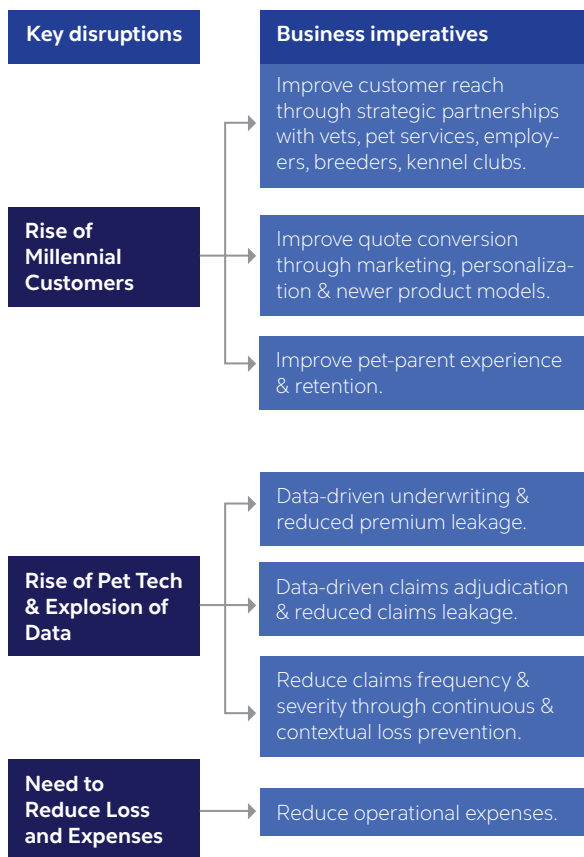 Key disruptions
Business imperatives
Improve customer reach
through strategic partnerships
with vets, pet services, employ-
ers, breeders, kennel clubs.
Rise of
Millennial
Customers
Improve quote conversion
through marketing, personaliza-
tion & newer product models.
Improve pet-parent experience
& retention.
Data-driven underwriting &
reduced premium leakage.
Rise of Pet Tech
& Explosion of
Data
Data-driven claims adjudication
& reduced claims leakage.
Reduce claims frequency &
severity through continuous &
contextual loss prevention.
Need to
Reduce Loss
and Expenses
Reduce operational expenses.